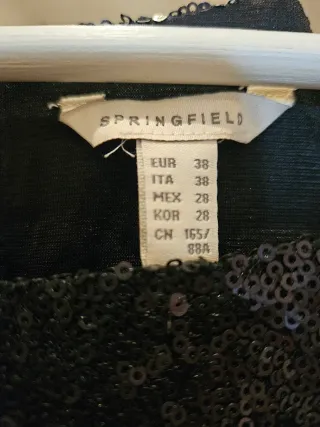 SPRINGFIELD
EUR 38
ITA 38
MEX 28
KOR 28
CN 165/
88A